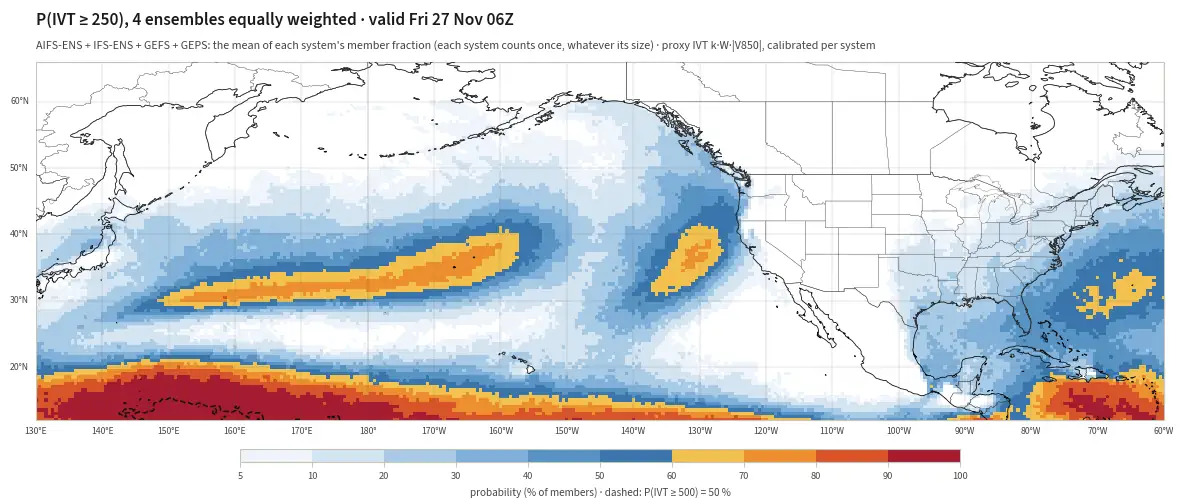 P(IVT ≥ 250), 4 ensembles equally weighted · valid Fri 27 Nov 06Z
AIFS-ENS + IFS-ENS + GEFS + GEPS: the mean of each system's member fraction (each system counts once, whatever its size) · proxy IVT k·W·|V850|, calibrated per system
60°N
50°N
40°N
30°N
20°N
130°E 140°E 150°E 160°E 170°E 180° 170°W 160°W 150°W 140°W 130°W 120°W 110°W 100°W 90°W 80°W 70°W 60°W
5 10 20 30 40 50 60 70 80 90 100
probability (% of members) · dashed: P(IVT ≥ 500) = 50 %